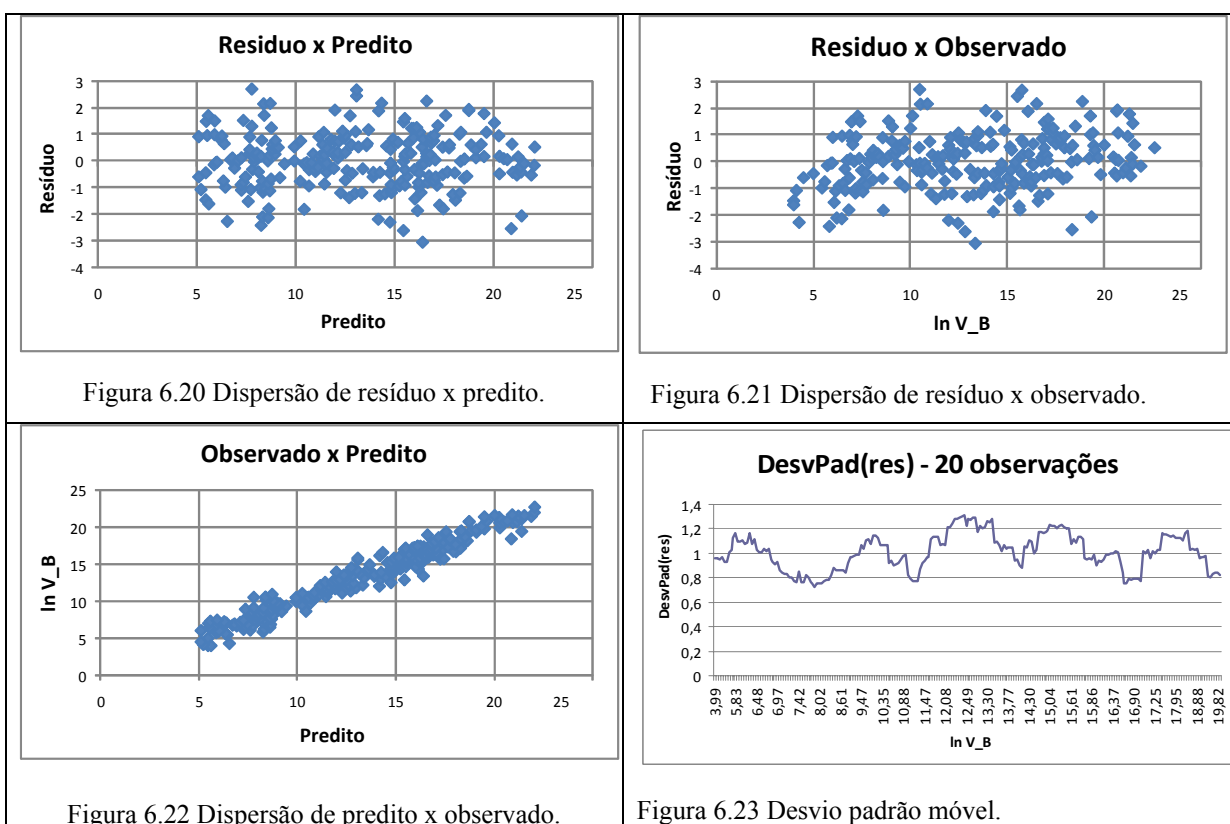 Residuo x Predito
Resíduo
3
2
1
0
-1
-2
-3
-4
0 5 10 15 20 25
Predito
Figura 6.20 Dispersão de resíduo x predito.
Residuo x Observado
Resíduo
3
2
1
0
-1
-2
-3
-4
0 5 10 15 20 25
ln V_B
Figura 6.21 Dispersão de resíduo x observado.
Observado x Predito
ln V_B
25
20
15
10
5
0
0 5 10 15 20 25
Predito
Figura 6.22 Dispersão de predito x observado.
DesvPad(res) - 20 observações
DesvPad(res)
1,4
1,2
1
0,8
0,6
0,4
0,2
0
3,99 5,83 6,48 6,97 7,42 8,02 8,61 9,47 10,35 10,88 11,47 12,08 12,49 13,30 13,77 14,30 15,04 15,61 15,86 16,37 16,90 17,25 17,95 18,88 19,82
ln V_B
Figura 6.23 Desvio padrão móvel.